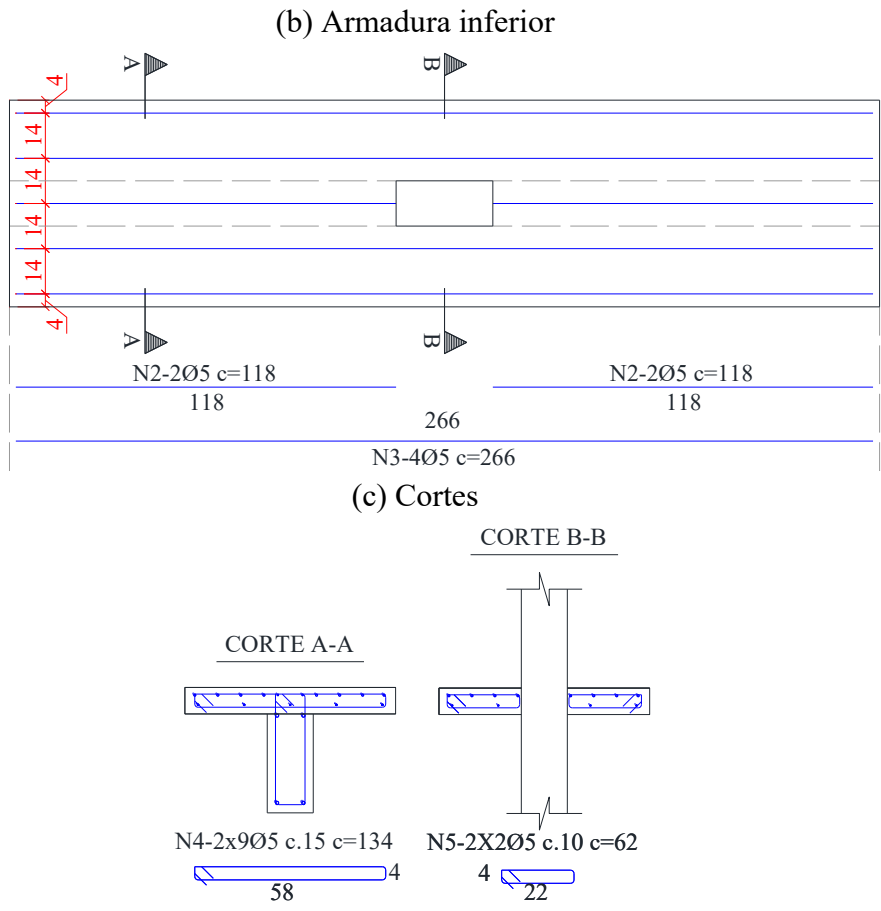 (b) Armadura inferior
A
B
4
14
14
14
14
4
A
B
N2-2Ø5 c=118
N2-2Ø5 c=118
118
118
266
N3-4Ø5 c=266
(c) Cortes
CORTE B-B
CORTE A-A
N4-2x9Ø5 c.15 c=134
N5-2X2Ø5 c.10 c=62
4
4
58
22